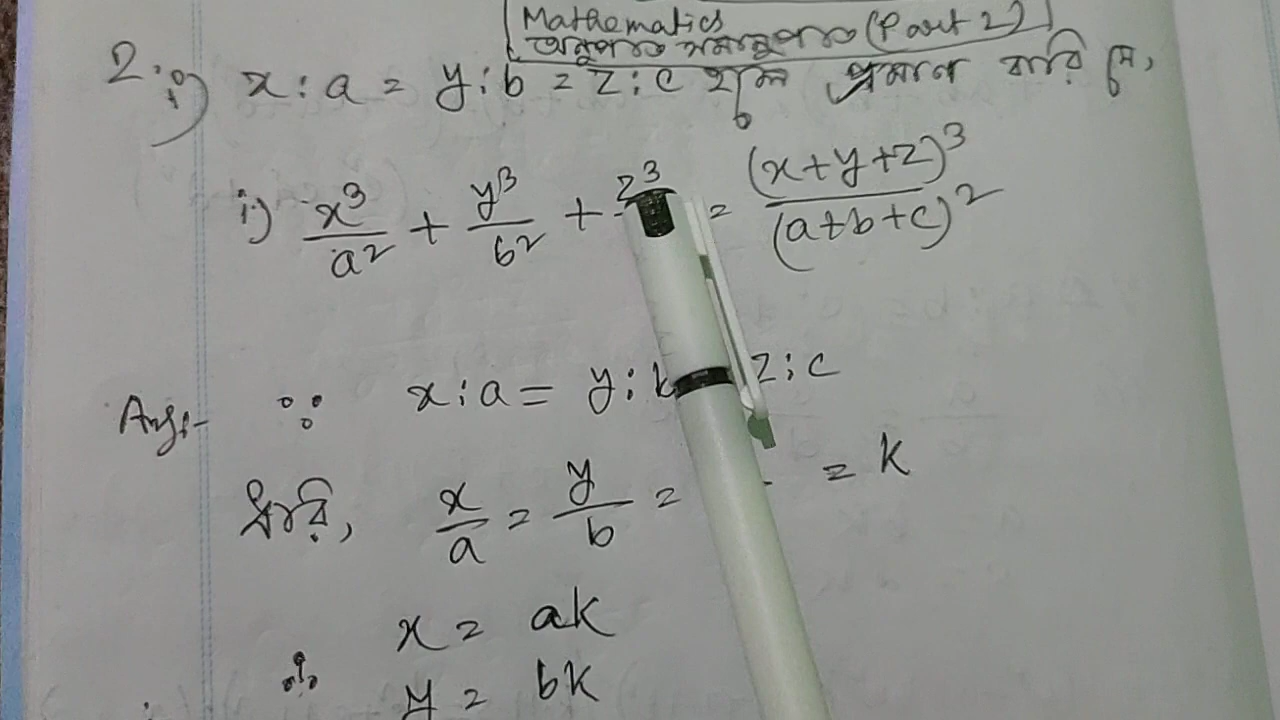 Mathematics
অনুপাত সমানুপাত (Part 2)
2. i) x : a = y : b = z : c হলে প্রমাণ করি যে,
i) x³/a² + y³/b² + z³ = (x+y+z)³/(a+b+c)²
Ans:- ∵ x : a = y : b z : c
ধরি, x/a = y/b = = k
x = ak
∴ y = bk